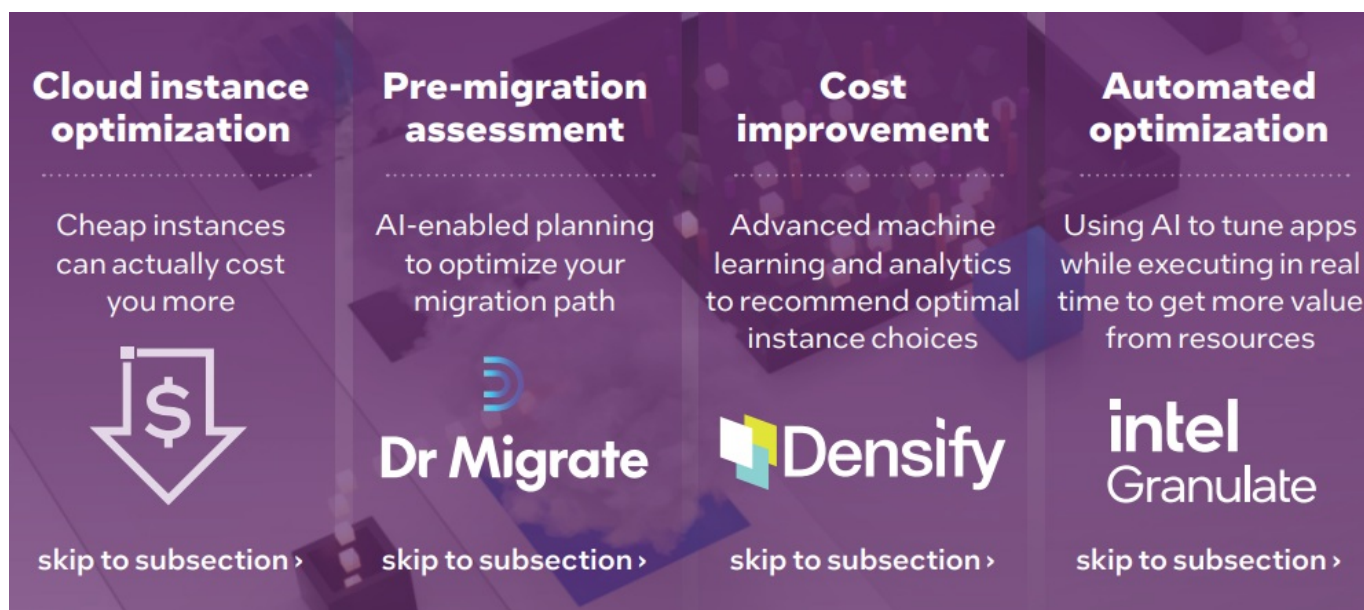 Cloud instance
optimization
Cheap instances
can actually cost
you more
$
skip to subsection ›
Pre-migration
assessment
AI-enabled planning
to optimize your
migration path
Dr Migrate
skip to subsection ›
Cost
improvement
Advanced machine
learning and analytics
to recommend optimal
instance choices
Densify
skip to subsection ›
Automated
optimization
Using AI to tune apps
while executing in real
time to get more value
from resources
intel
Granulate
skip to subsection ›